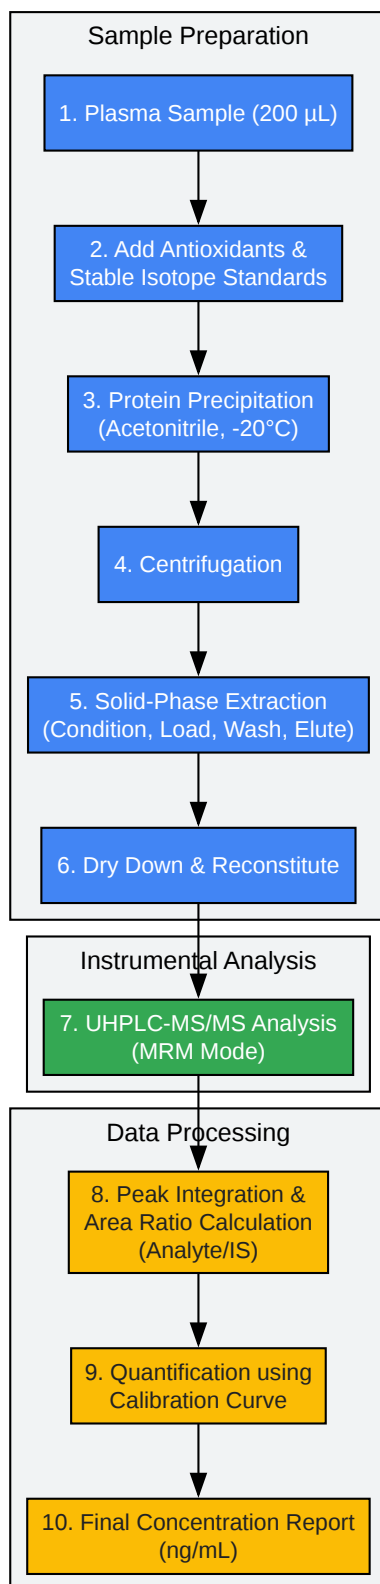 Sample Preparation
1. Plasma Sample (200 µL)
2. Add Antioxidants &
Stable Isotope Standards
3. Protein Precipitation
(Acetonitrile, -20°C)
4. Centrifugation
5. Solid-Phase Extraction
(Condition, Load, Wash, Elute)
6. Dry Down & Reconstitute
Instrumental Analysis
7. UHPLC-MS/MS Analysis
(MRM Mode)
Data Processing
8. Peak Integration &
Area Ratio Calculation
(Analyte/IS)
9. Quantification using
Calibration Curve
10. Final Concentration Report
(ng/mL)